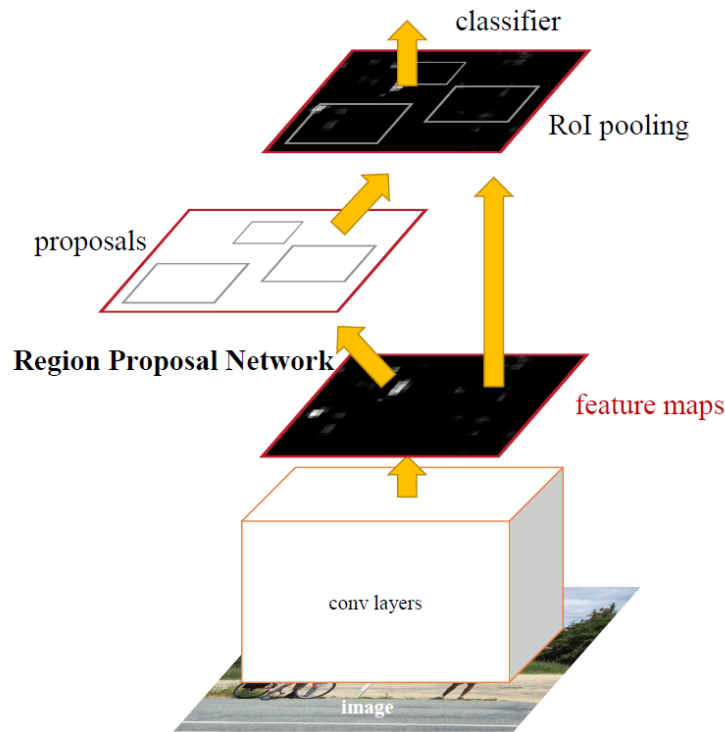 classifier
RoI pooling
proposals
Region Proposal Network
feature maps
conv layers
image